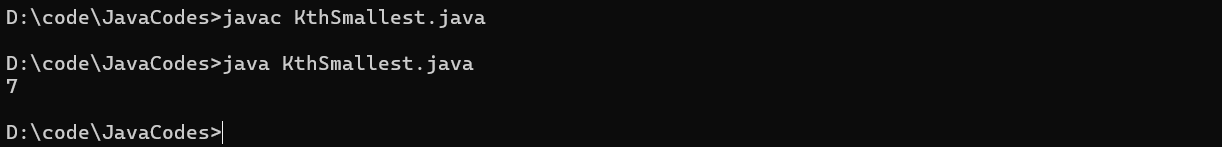 D:\code\JavaCodes>javac KthSmallest.java
D:\code\JavaCodes>java KthSmallest.java
7
D:\code\JavaCodes>